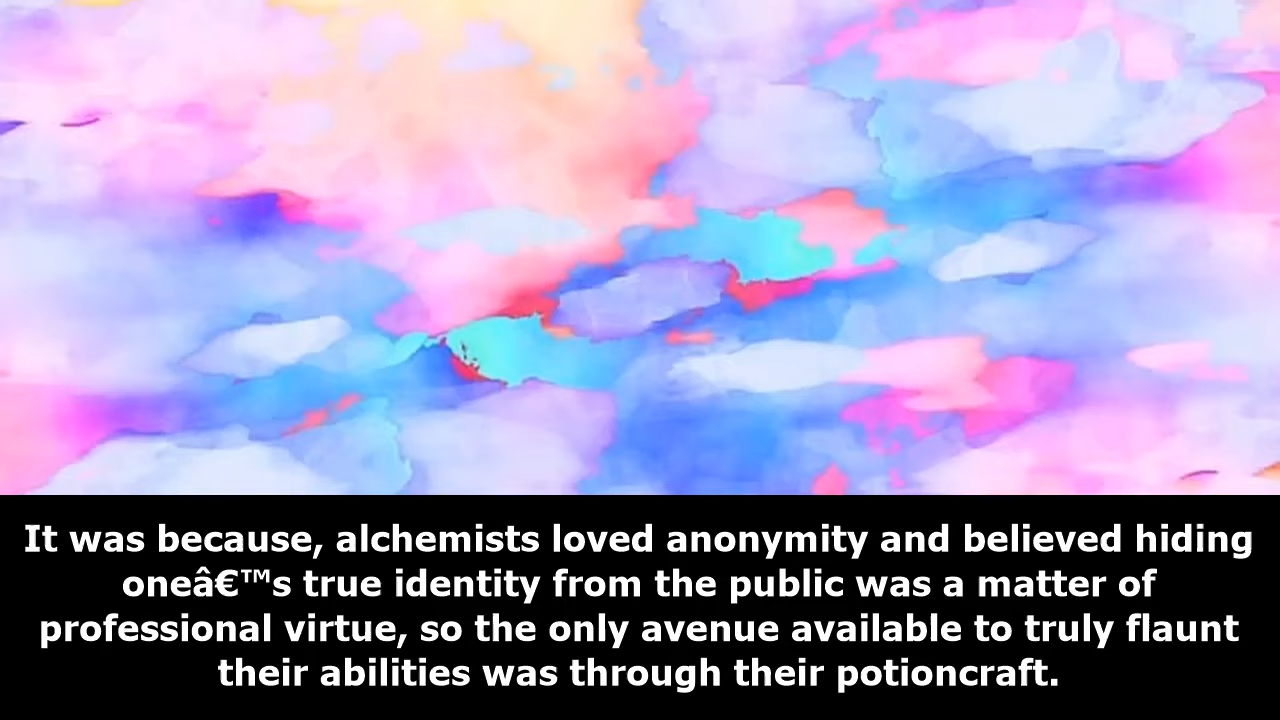 It was because, alchemists loved anonymity and believed hiding
oneâ€™s true identity from the public was a matter of
professional virtue, so the only avenue available to truly flaunt
their abilities was through their potioncraft.